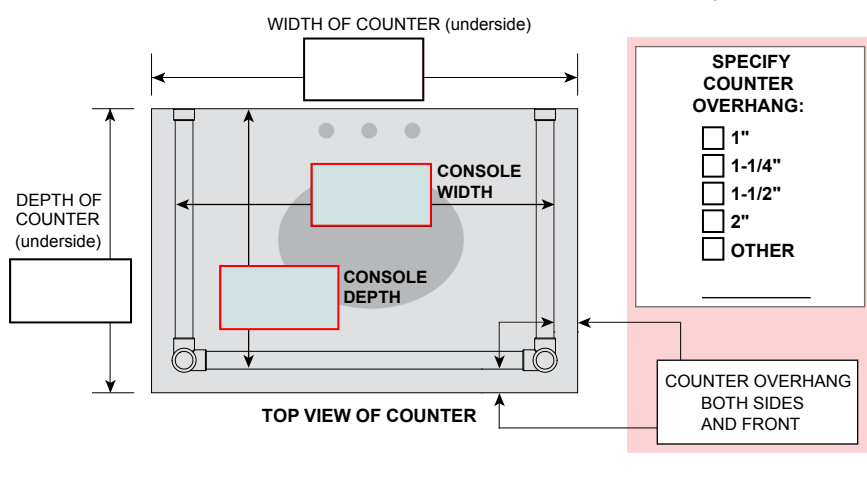 WIDTH OF COUNTER (underside)
SPECIFY
COUNTER
OVERHANG:
1"
1-1/4"
1-1/2"
2"
OTHER
CONSOLE
WIDTH
DEPTH OF
COUNTER
(underside)
CONSOLE
DEPTH
COUNTER OVERHANG
BOTH SIDES
AND FRONT
TOP VIEW OF COUNTER